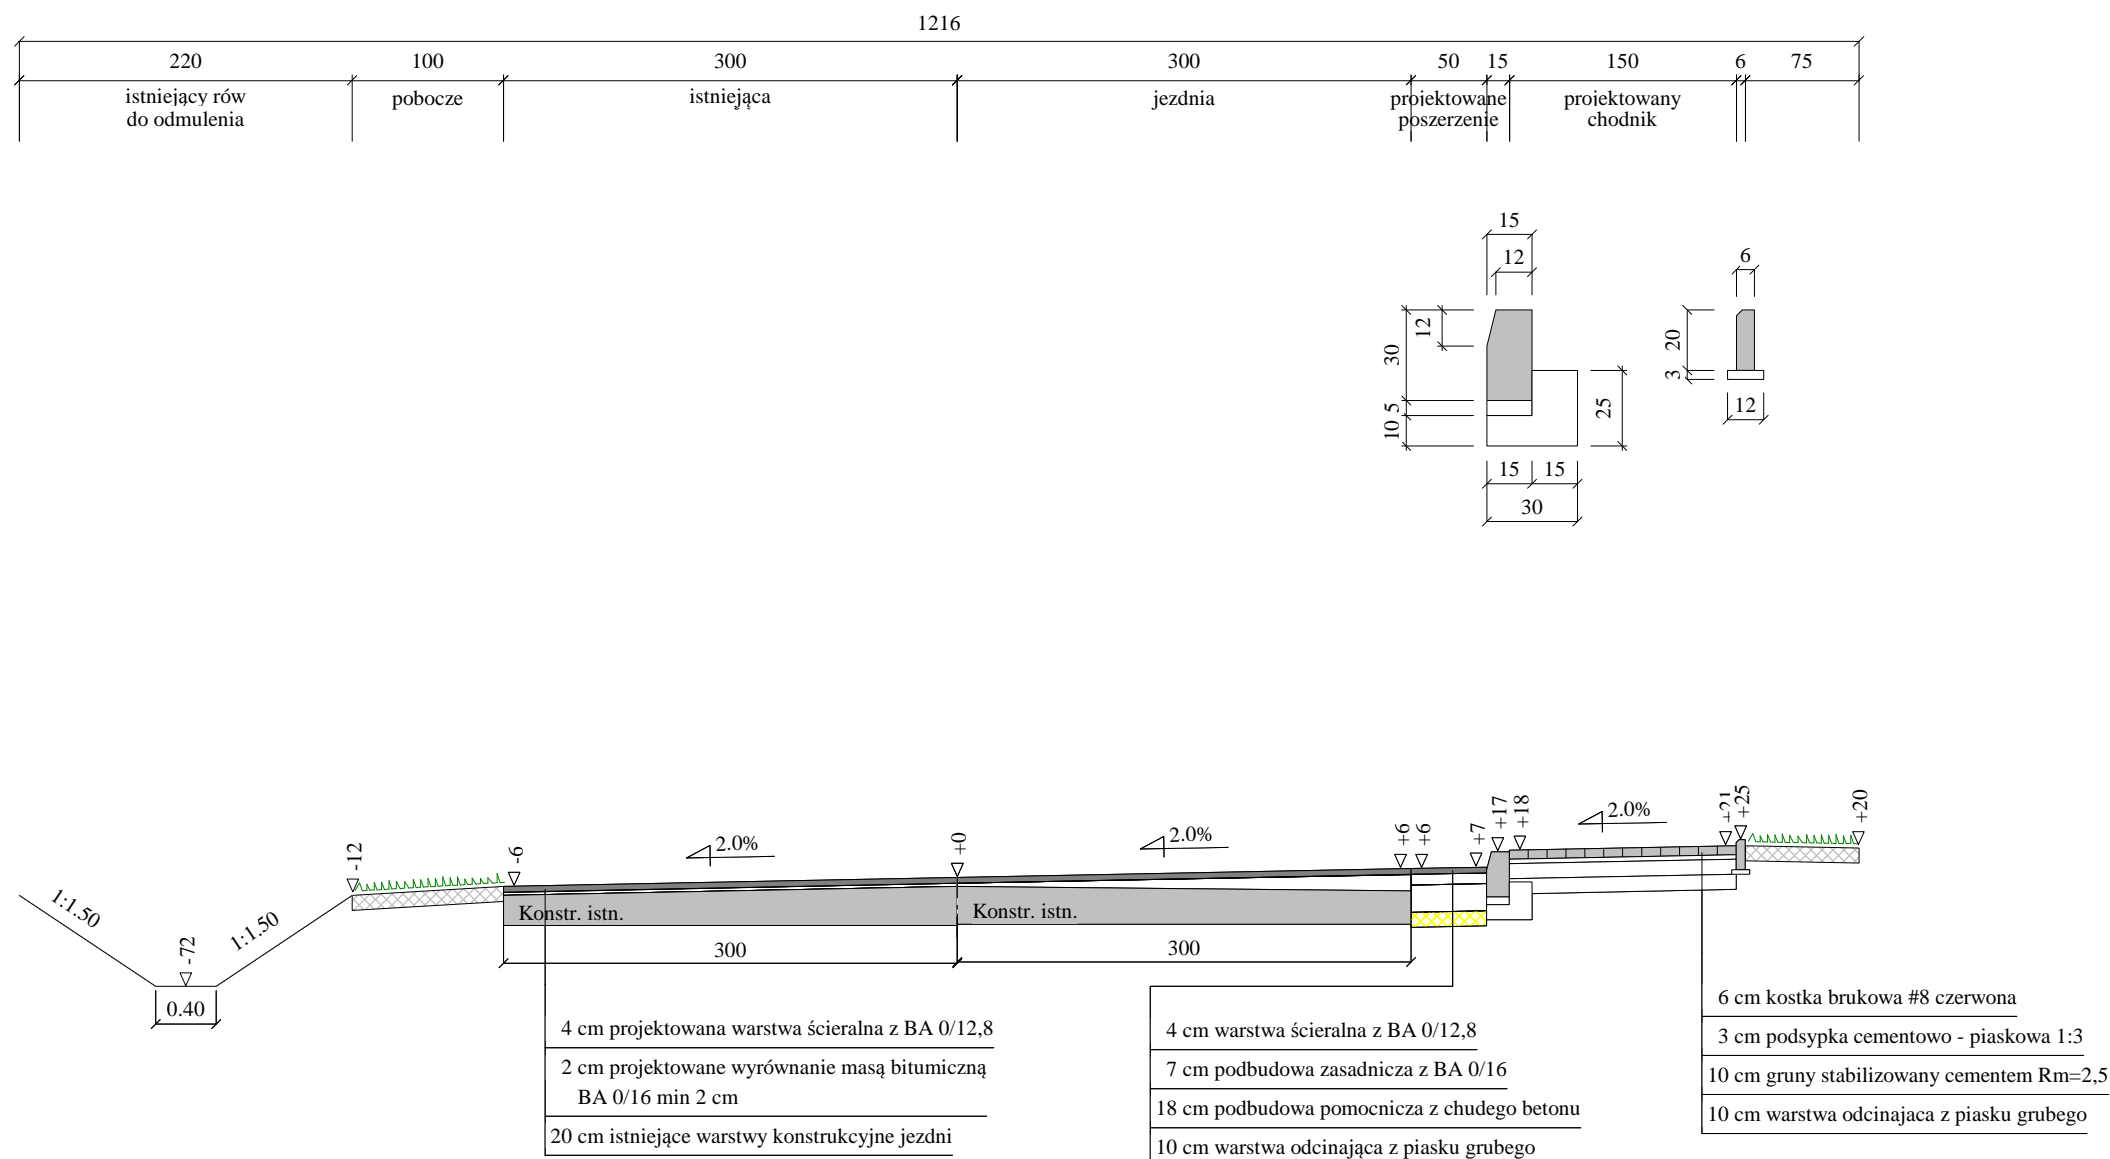 1216
220 100 300 300 50 15 150 6 75
istniejący rów
do odmulenia
pobocze
istniejąca
jezdnia
projektowane
poszerzenie
projektowany
chodnik
15
12
12
30
5
10
25
15 15
30
6
20
3
12
1:1.50
-72
1:1.50
0.40
-12
-6
2.0%
+0
2.0%
+6
+6
+7
+17
+18
2.0%
+21
+25
+20
Konstr. istn.
Konstr. istn.
300
300
4 cm projektowana warstwa ścieralna z BA 0/12,8
2 cm projektowane wyrównanie masą bitumiczną
BA 0/16 min 2 cm
20 cm istniejące warstwy konstrukcyjne jezdni
4 cm warstwa ścieralna z BA 0/12,8
7 cm podbudowa zasadnicza z BA 0/16
18 cm podbudowa pomocnicza z chudego betonu
10 cm warstwa odcinająca z piasku grubego
6 cm kostka brukowa #8 czerwona
3 cm podsypka cementowo - piaskowa 1:3
10 cm gruny stabilizowany cementem Rm=2,5
10 cm warstwa odcinajaca z piasku grubego